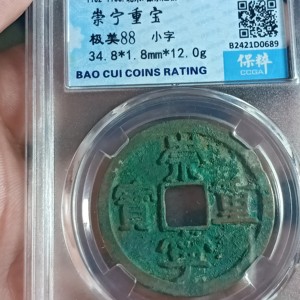 崇宁重宝
极美88 小字
34.8*1.8mm*12.0g
BAO CUI COINS RATING
B2421D0689
保粹
CCGA
崇
寧
重
寶